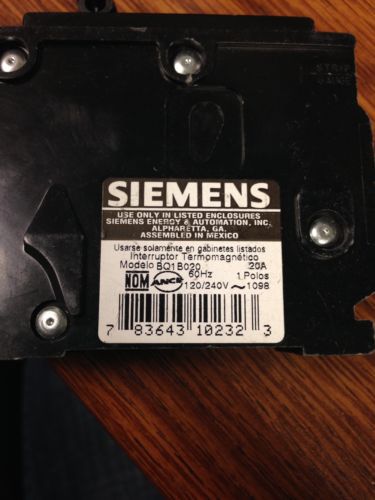 STRIP
SIEMENS
USE ONLY IN LISTED ENCLOSURES
SIEMENS ENERGY & AUTOMATION, INC.
ALPHARETTA, GA.
ASSEMBLED IN MEXICO
Usarse solamente en gabinetes listados
Interruptor Termomagnético
Modelo BQ1B020 20A
NOM ANCE 60Hz 1 Polos
120/240V ~ 1098
7 83643 10232 3